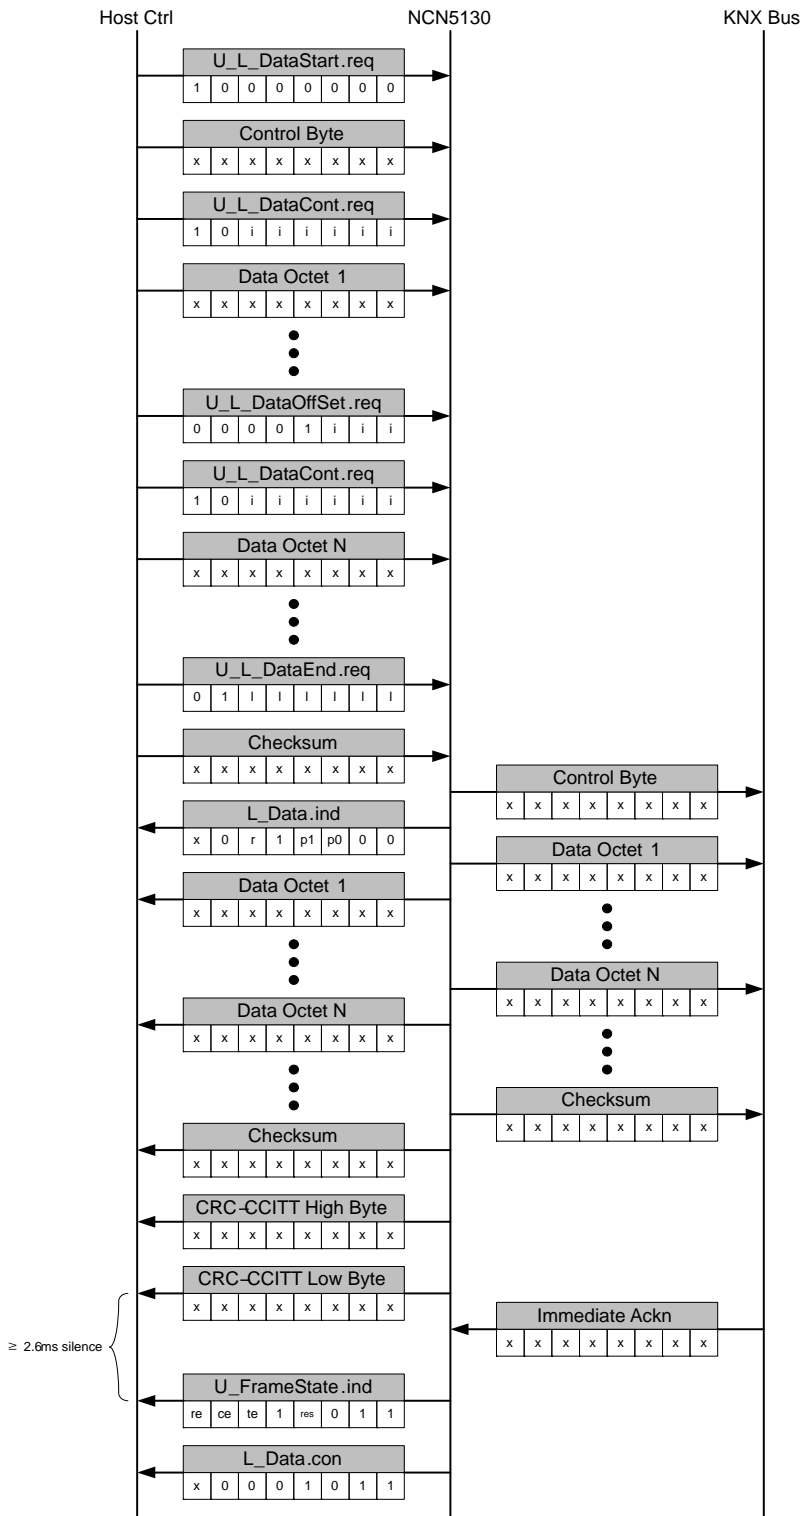 Host Ctrl NCN5130 KNX Bus
U_L_DataStart.req
1 0 0 0 0 0 0 0
Control Byte
x x x x x x x x
U_L_DataCont.req
1 0 i i i i i i
Data Octet 1
x x x x x x x x
U_L_DataOffSet.req
0 0 0 0 1 i i i
U_L_DataCont.req
1 0 i i i i i i
Data Octet N
x x x x x x x x
U_L_DataEnd.req
0 1 l l l l l l
Checksum
x x x x x x x x
Control Byte
x x x x x x x x
L_Data.ind
x 0 r 1 p1 p0 0 0
Data Octet 1
x x x x x x x x
Data Octet 1
x x x x x x x x
Data Octet N
x x x x x x x x
Data Octet N
x x x x x x x x
Checksum
x x x x x x x x
Checksum
x x x x x x x x
CRC-CCITT High Byte
x x x x x x x x
CRC-CCITT Low Byte
x x x x x x x x
Immediate Ackn
x x x x x x x x
≥ 2.6ms silence
U_FrameState.ind
re ce te 1 res 0 1 1
L_Data.con
x 0 0 0 1 0 1 1